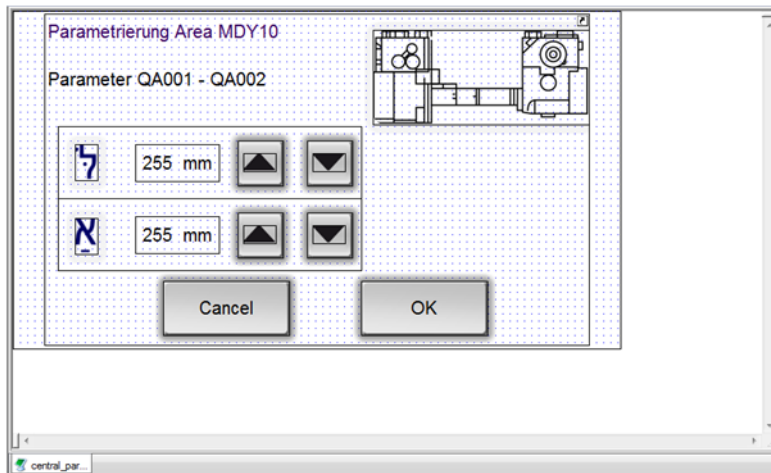 Parametrierung Area MDY10
Parameter QA001 - QA002
לֹ 255 mm
אַ 255 mm
Cancel OK
central_par...